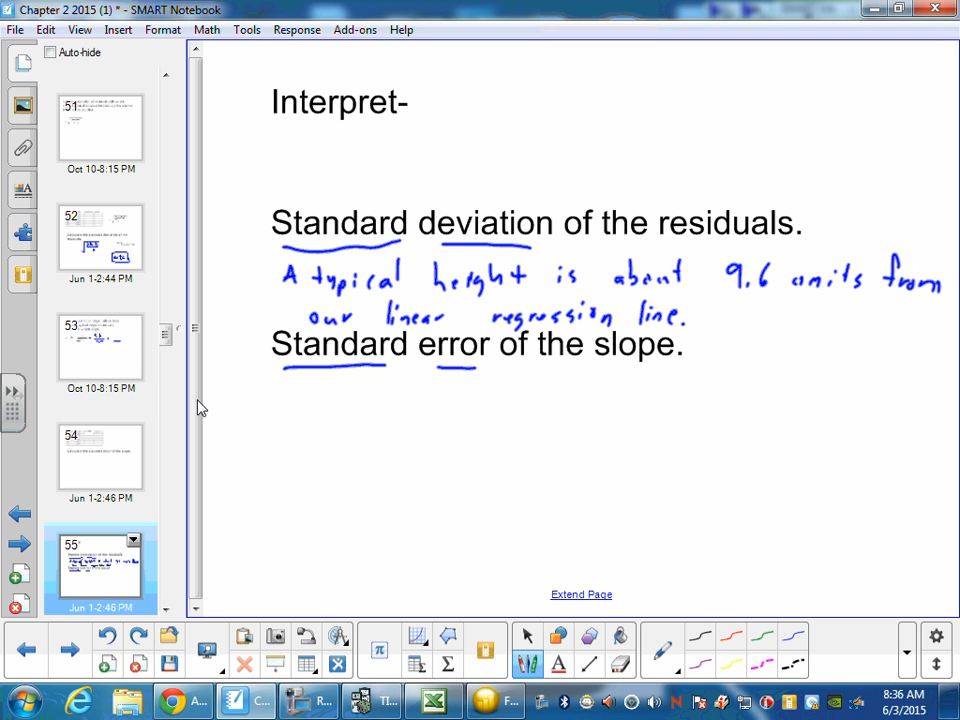 Chapter 2 2015 (1) * - SMART Notebook
File Edit View Insert Format Math Tools Response Add-ons Help
Auto-hide
51
Oct 10-8:15 PM
52
Jun 1-2:44 PM
53
Oct 10-8:15 PM
54
Jun 1-2:46 PM
55
Jun 1-2:46 PM
Interpret-
Standard deviation of the residuals.
A typical height is about 9.6 units from
our linear regression line.
Standard error of the slope.
Extend Page
A...
C...
R...
TI...
F...
8:36 AM
6/3/2015